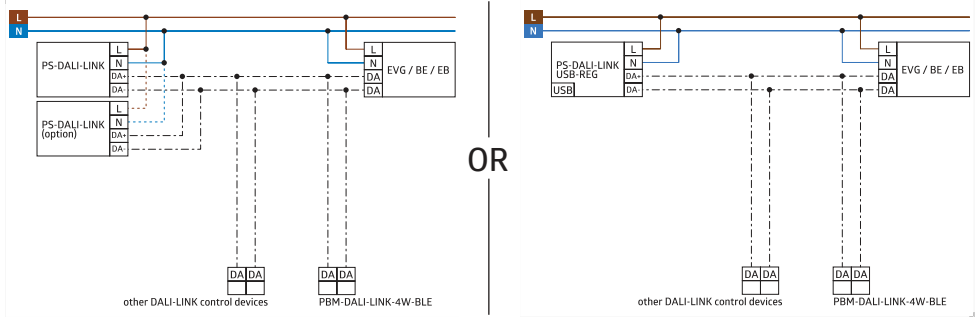 L
N
PS-DALI-LINK
L
N
DA+
DA-
L
N
DA
DA
EVG / BE / EB
PS-DALI-LINK
(option)
L
N
DA+
DA-
DA DA
DA DA
other DALI-LINK control devices
PBM-DALI-LINK-4W-BLE
OR
L
N
PS-DALI-LINK
USB-REG
USB
L
N
DA+
DA-
L
N
DA
DA
EVG / BE / EB
DA DA
DA DA
other DALI-LINK control devices
PBM-DALI-LINK-4W-BLE